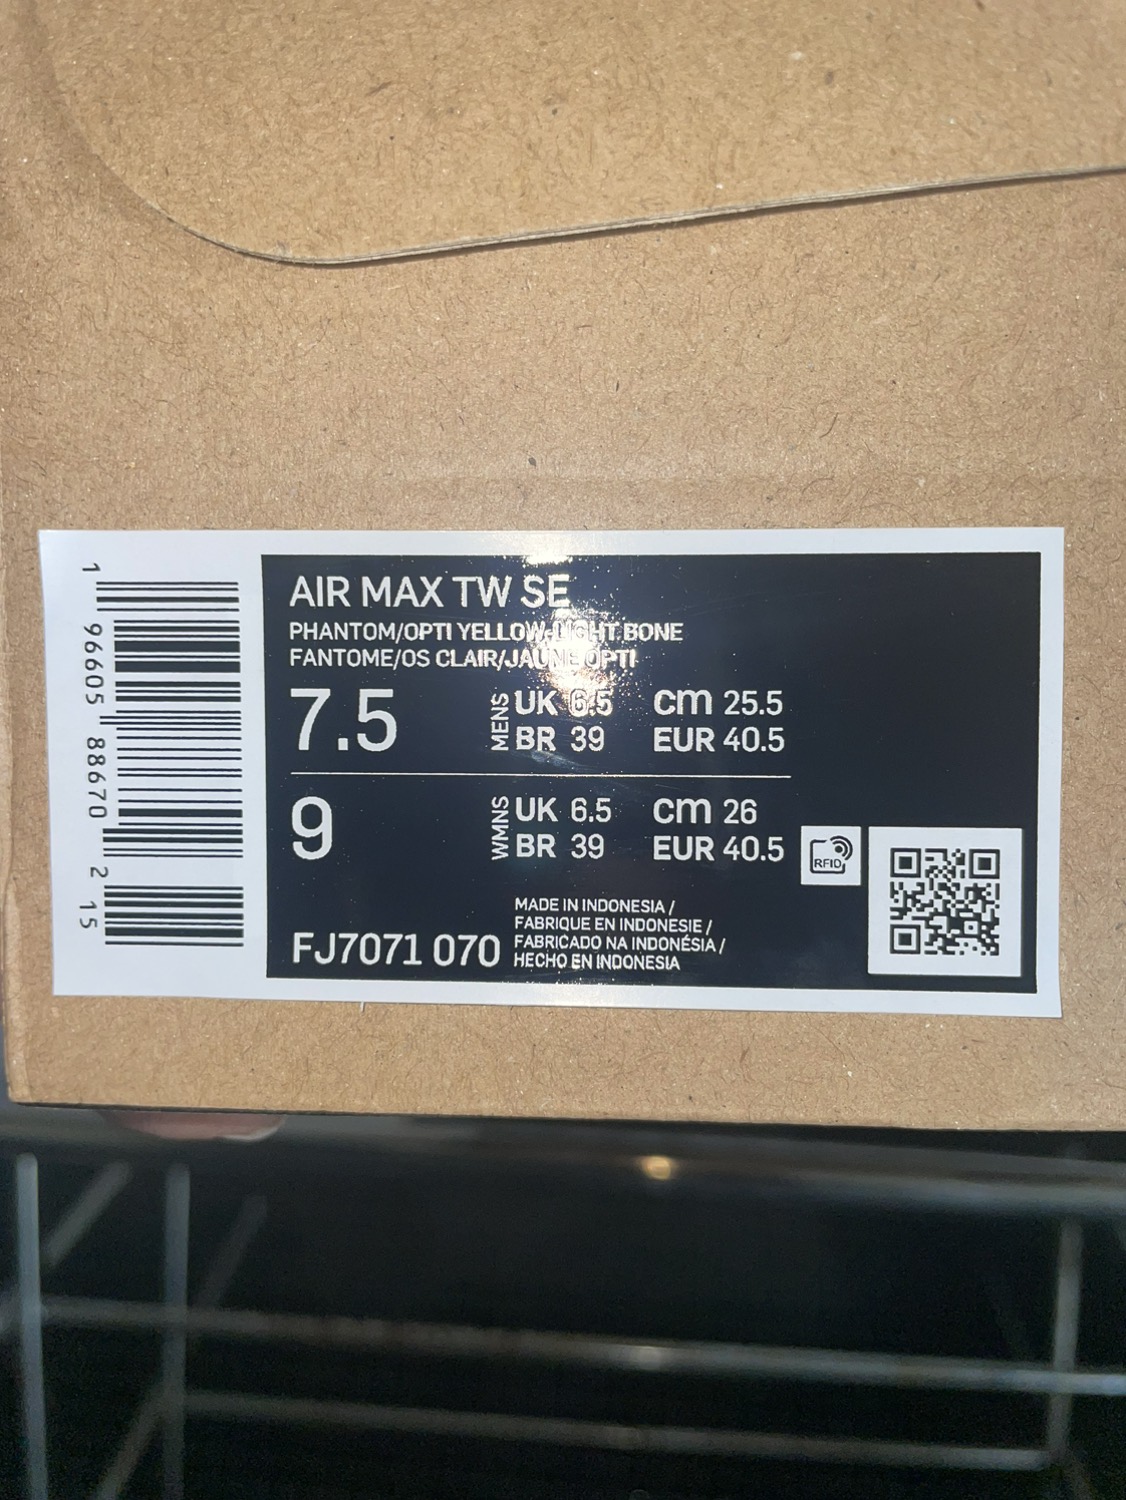 AIR MAX TW SE
PHANTOM/OPTI YELLOW-LIGHT BONE
FANTOME/OS CLAIR/JAUNE OPTI
7.5 MENS UK 6.5 cm 25.5
BR 39 EUR 40.5
9 WMNS UK 6.5 cm 26
BR 39 EUR 40.5
RFID
MADE IN INDONESIA /
FABRIQUE EN INDONESIE /
FABRICADO NA INDONÉSIA /
HECHO EN INDONESIA
FJ7071 070
1 96605 88670 2 15